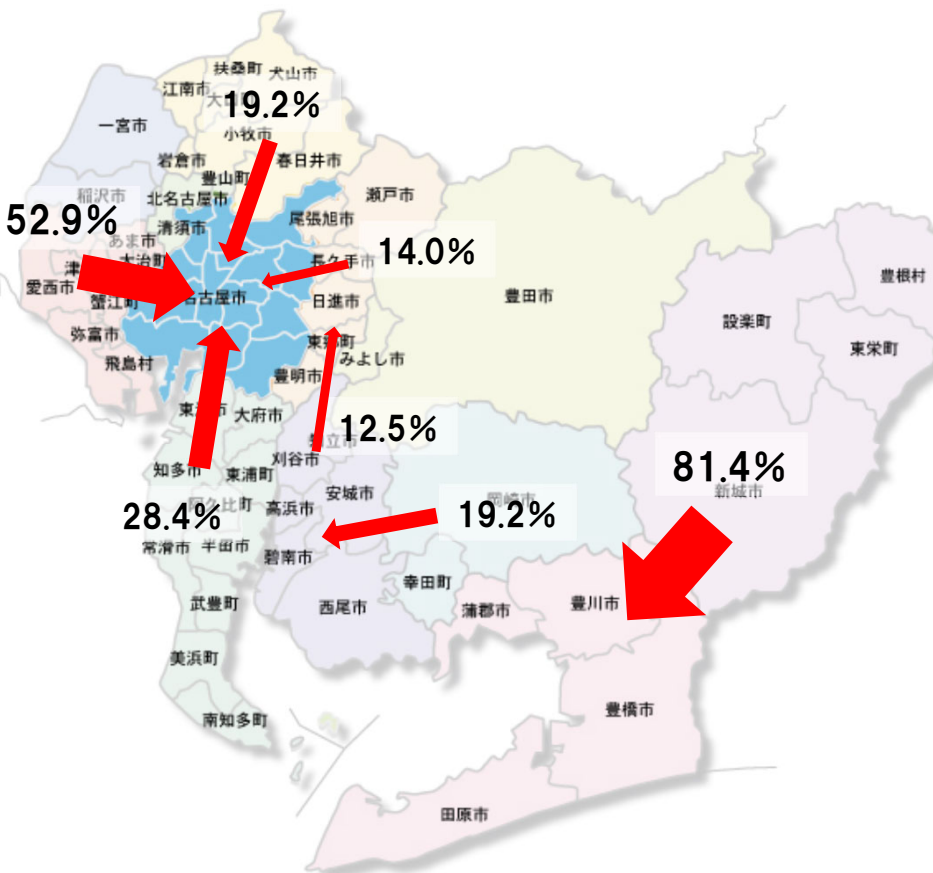 扶桑町
犬山市
江南市
19.2%
一宮市
小牧市
岩倉市
春日井市
豊山町
瀬戸市
稲沢市
北名古屋市
52.9%
清須市
尾張旭市
あま市
大治町
長久手市
14.0%
豊根村
愛西市
蟹江町
名古屋市
日進市
豊田市
設楽町
弥富市
東郷町
みよし市
東栄町
飛島村
豊明市
大府市
12.5%
知多市
東浦町
刈谷市
81.4%
安城市
岡崎市
新城市
阿久比町
高浜市
28.4%
19.2%
常滑市
半田市
碧南市
幸田町
武豊町
西尾市
蒲郡市
豊川市
美浜町
南知多町
豊橋市
田原市